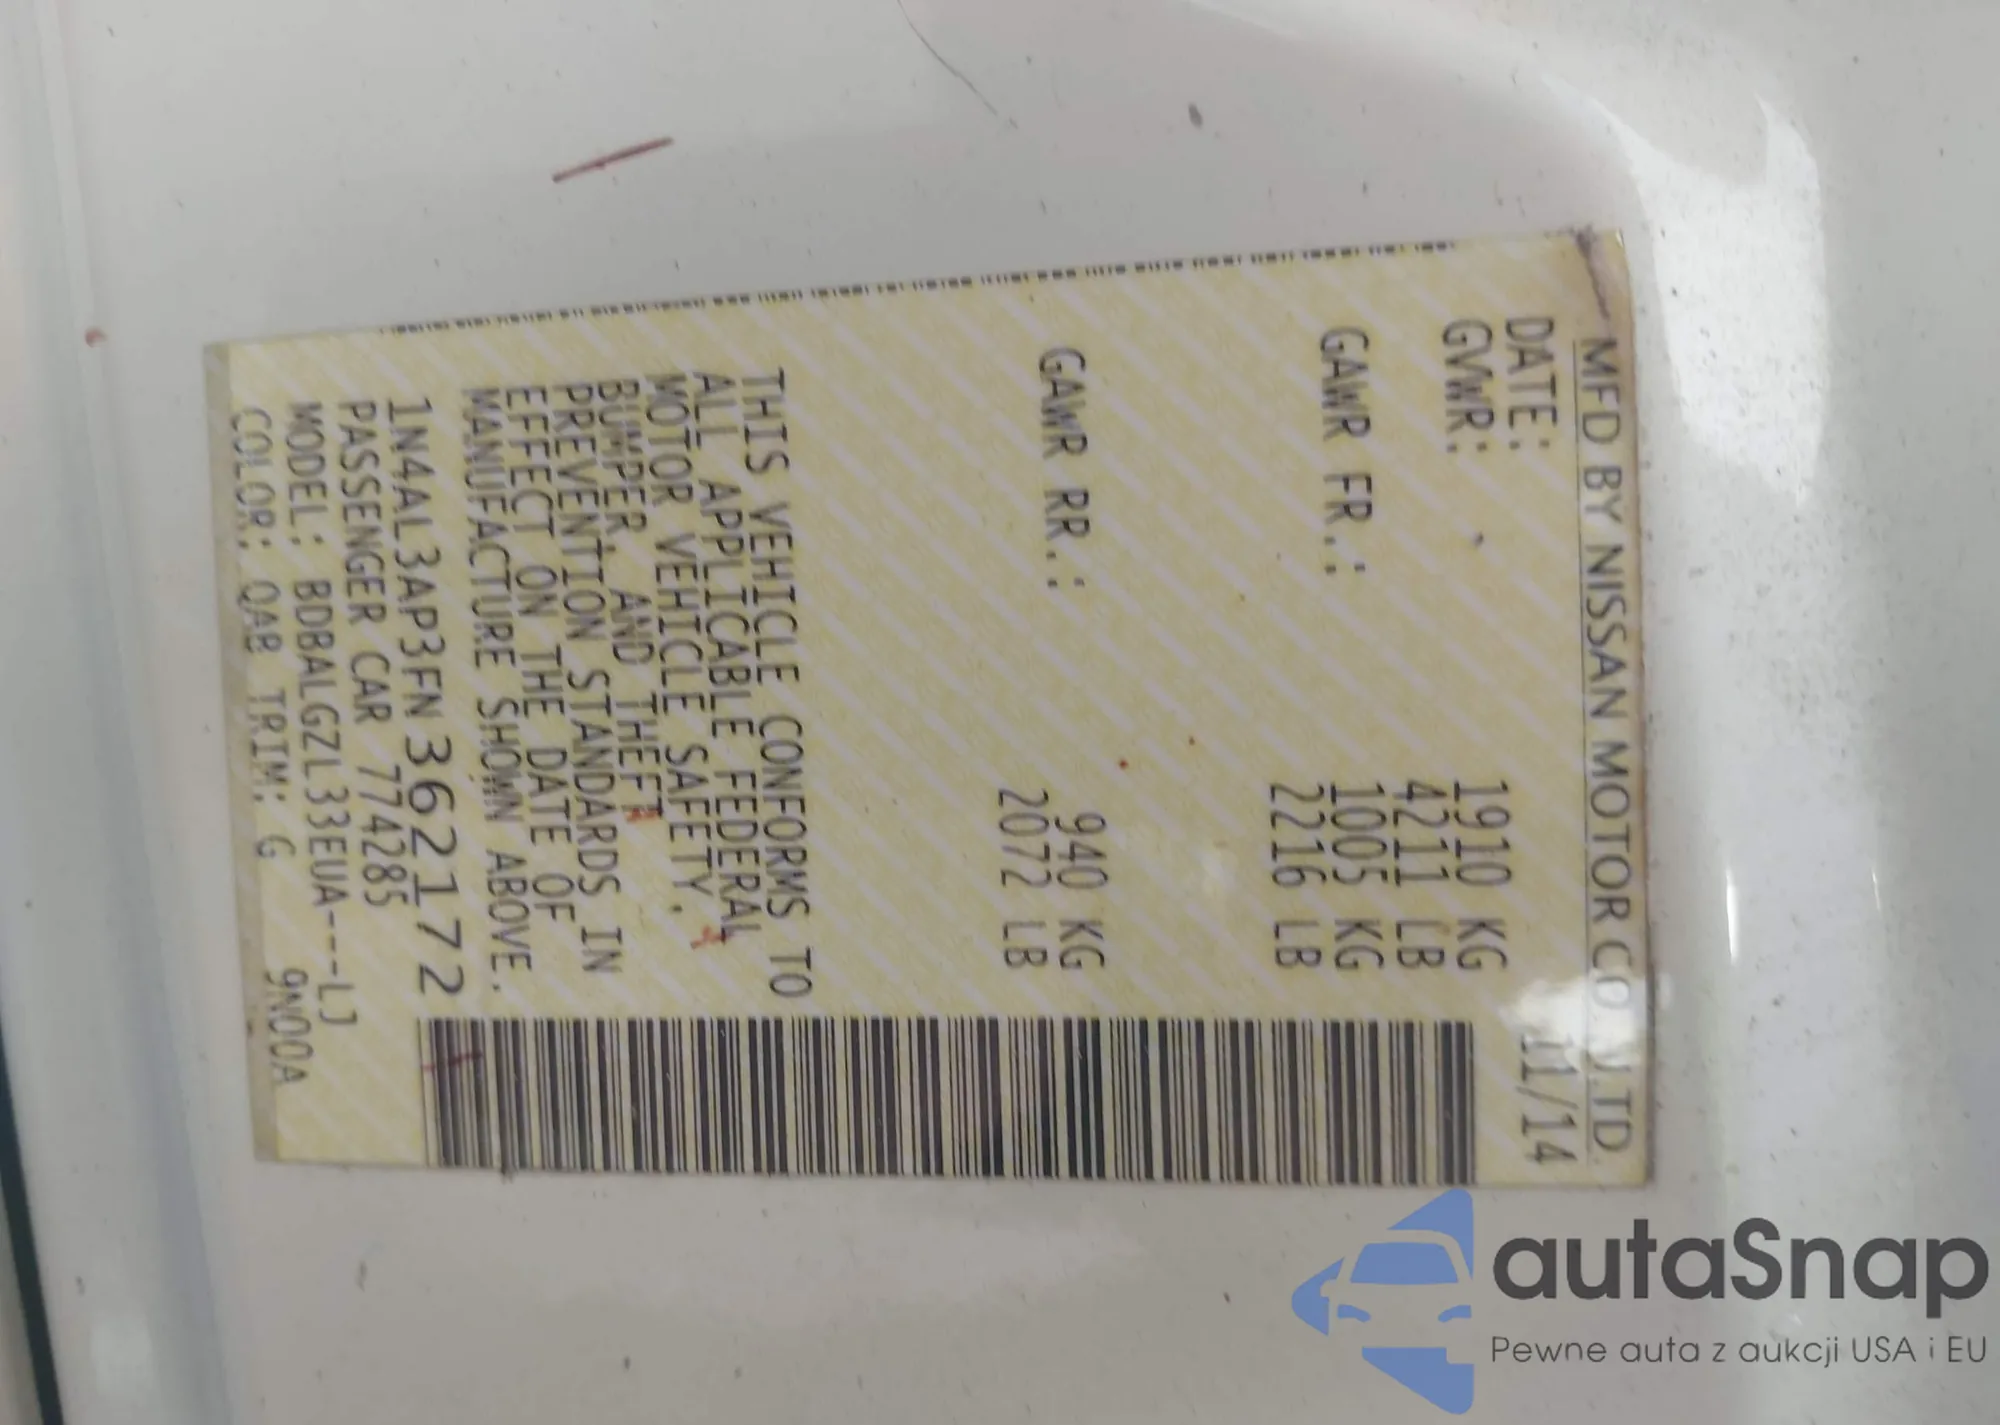 MFD BY NISSAN MOTOR CO., LTD.
DATE: 11/14
GVWR: 1910 KG
4211 LB
GAWR FR.: 1005 KG
2216 LB
GAWR RR.: 940 KG
2072 LB
THIS VEHICLE CONFORMS TO
ALL APPLICABLE FEDERAL
MOTOR VEHICLE SAFETY,
BUMPER, AND THEFT
PREVENTION STANDARDS IN
EFFECT ON THE DATE OF
MANUFACTURE SHOWN ABOVE.
1N4AL3AP3FN362172
PASSENGER CAR 774285
MODEL: BDBALGZL33EUA---LJ
COLOR: QAB TRIM: G 9N00A
autaSnap
Pewne auta z aukcji USA i EU